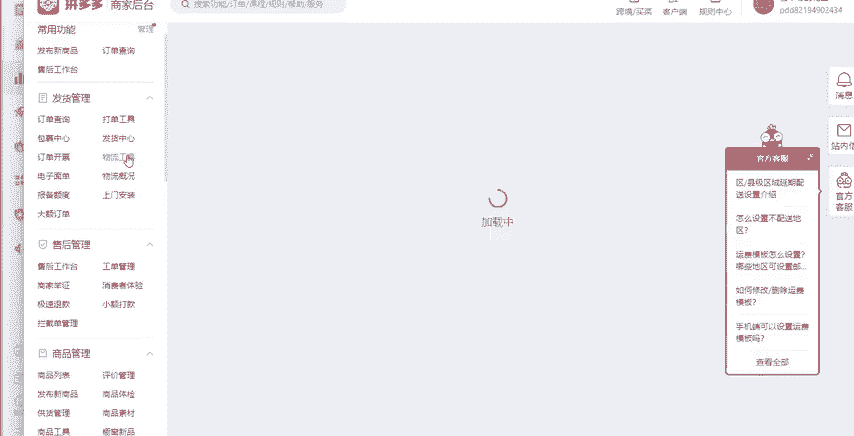 拼多多 商家后台
搜索功能/订单/课程/规则/帮助/服务
跨境/买菜 客户端 规则中心
pdd82194902434
常用功能 管理
发布新商品 订单查询
售后工作台
发货管理
订单查询 打单工具
包裹中心 发货中心
订单开票 物流工具
电子面单 物流概况
报备额度 上门安装
大额订单
售后管理
售后工作台 工单管理
商家举证 消费者体验
极速退款 小额打款
拦截单管理
商品管理
商品列表 评价管理
发布新商品 商品体检
供货管理 商品素材
商品工具 橱窗新品
加载中
官方客服
区/县级区域延期配
送设置介绍
怎么设置不配送地
区?
运费模板怎么设置?
哪些地区可设置邮...
如何修改/删除运费
模板?
手机端可以设置运费
模板吗?
查看全部
消息
站内信
官方
客服